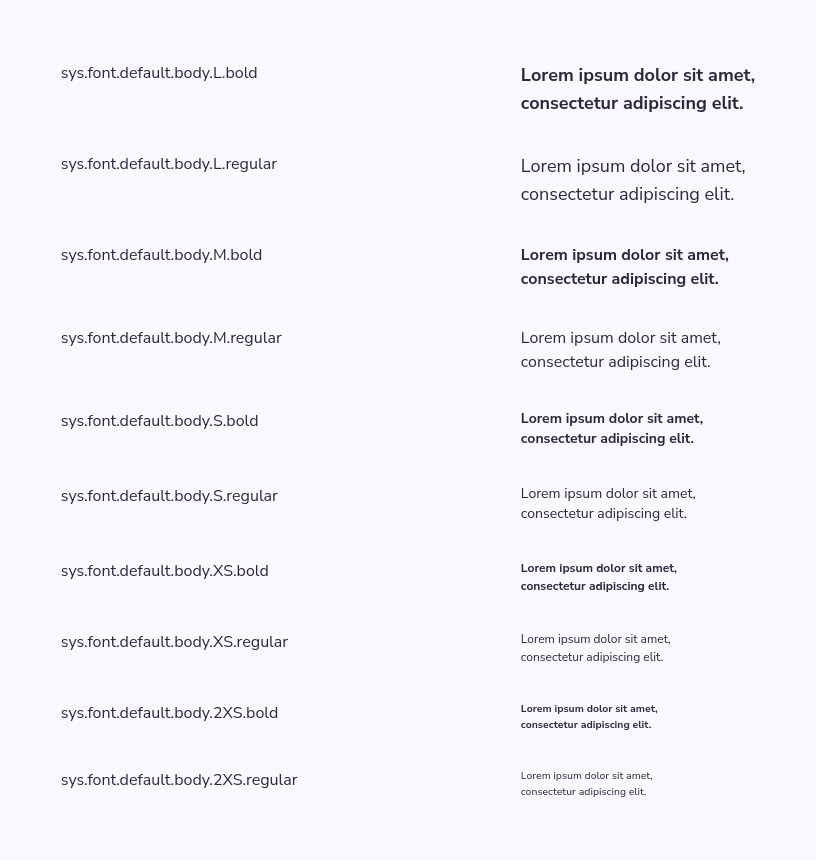 sys.font.default.body.L.bold
Lorem ipsum dolor sit amet,
consectetur adipiscing elit.
sys.font.default.body.L.regular
Lorem ipsum dolor sit amet,
consectetur adipiscing elit.
sys.font.default.body.M.bold
Lorem ipsum dolor sit amet,
consectetur adipiscing elit.
sys.font.default.body.M.regular
Lorem ipsum dolor sit amet,
consectetur adipiscing elit.
sys.font.default.body.S.bold
Lorem ipsum dolor sit amet,
consectetur adipiscing elit.
sys.font.default.body.S.regular
Lorem ipsum dolor sit amet,
consectetur adipiscing elit.
sys.font.default.body.XS.bold
Lorem ipsum dolor sit amet,
consectetur adipiscing elit.
sys.font.default.body.XS.regular
Lorem ipsum dolor sit amet,
consectetur adipiscing elit.
sys.font.default.body.2XS.bold
Lorem ipsum dolor sit amet,
consectetur adipiscing elit.
sys.font.default.body.2XS.regular
Lorem ipsum dolor sit amet,
consectetur adipiscing elit.